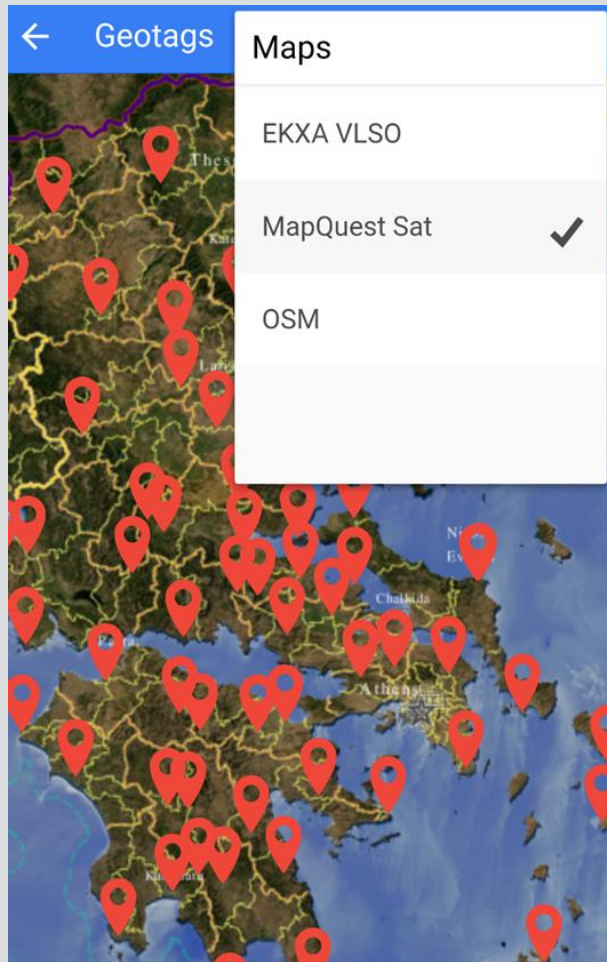 Geotags
Maps
EKXA VLSO
MapQuest Sat
OSM
Chalkida
Athens